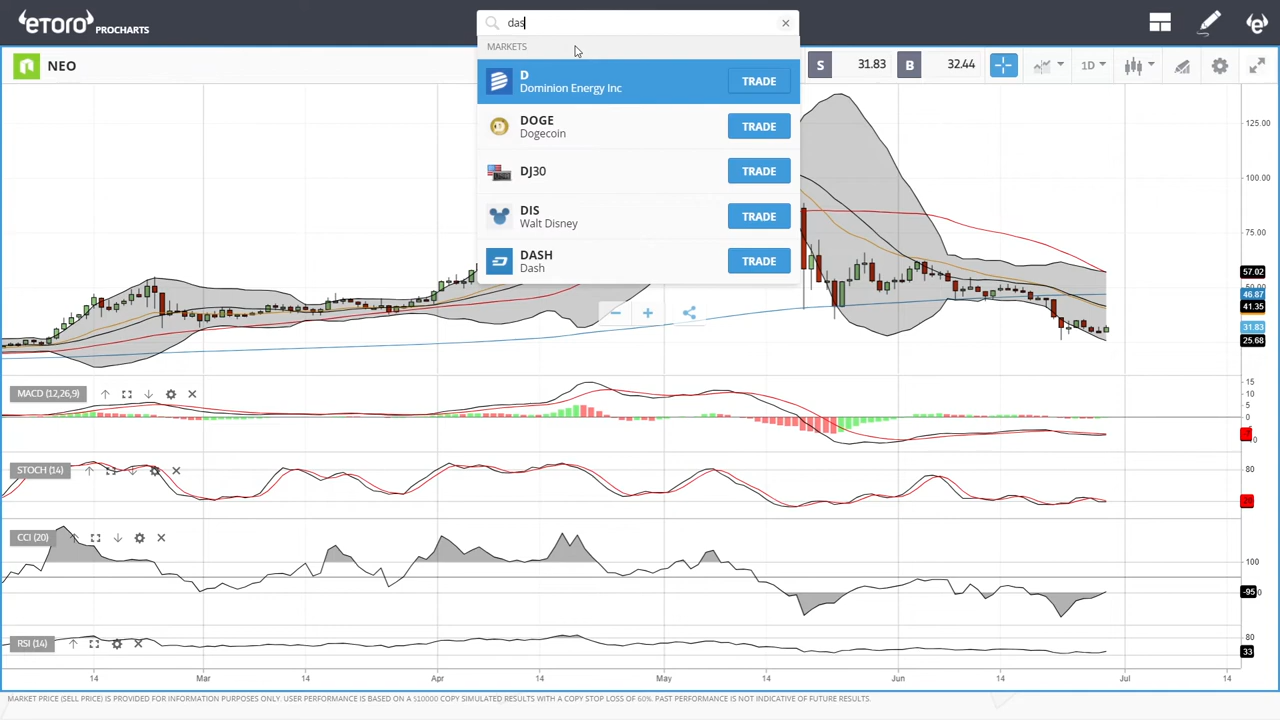 etoro PROCHARTS
das
MARKETS
D
Dominion Energy Inc
TRADE
DOGE
Dogecoin
TRADE
DJ30
TRADE
DIS
Walt Disney
TRADE
DASH
Dash
TRADE
NEO
S 31.83 B 32.44 1D
125.00
100.00
75.00
57.02
46.87
41.35
31.83
25.68
MACD (12,26,9)
15
10
5
0
STOCH (14)
80
20
CCI (20)
100
-95
RSI (14)
80
33
14 Mar 14 Apr 14 May 14 Jun 14 Jul 14
MARKET PRICE (SELL PRICE) IS PROVIDED FOR INFORMATION PURPOSES ONLY. USER PERFORMANCE IS BASED ON A $10000 COPY SIMULATED RESULTS WITH A COPY STOP LOSS OF 60%. PAST PERFORMANCE IS NOT INDICATIVE OF FUTURE RESULTS.